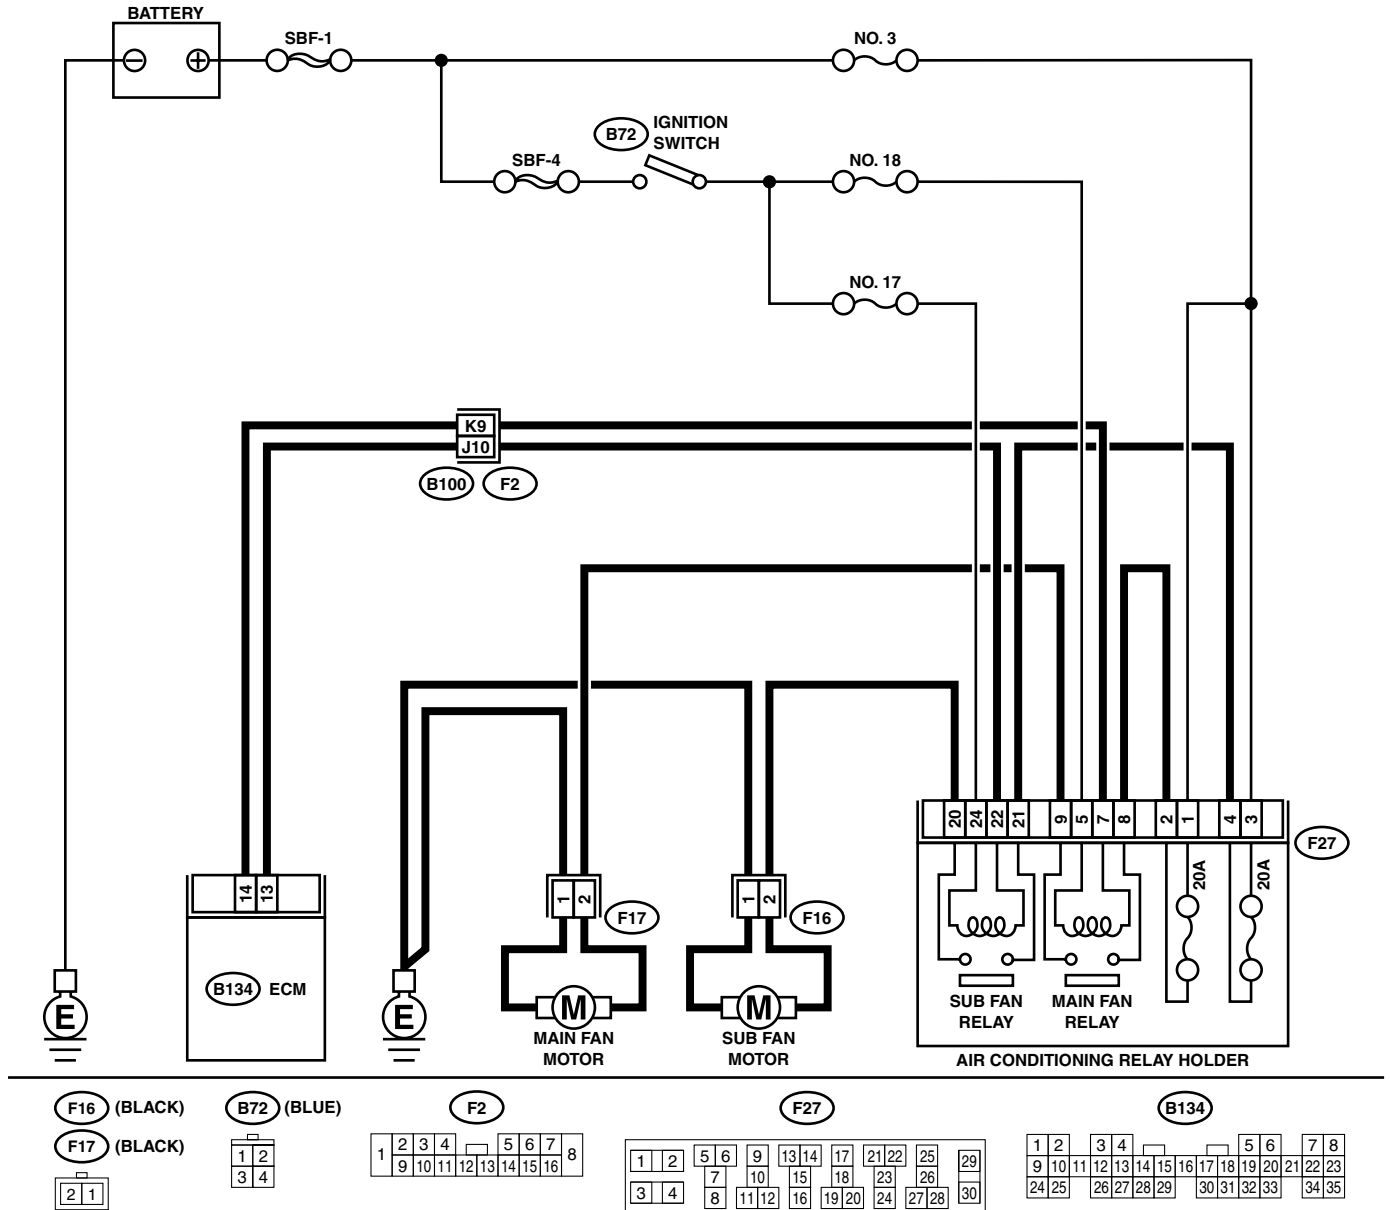 BATTERY
SBF-1
NO. 3
B72
IGNITION
SWITCH
SBF-4
NO. 18
NO. 17
K9
J10
B100
F2
20 24 22 21 9 5 7 8 2 1 4 3
F27
20A
20A
14 13
1 2
F17
1 2
F16
B134 ECM
E
E
M
M
MAIN FAN
MOTOR
SUB FAN
MOTOR
SUB FAN
RELAY
MAIN FAN
RELAY
AIR CONDITIONING RELAY HOLDER
F16 (BLACK)
F17 (BLACK)
2 1
B72 (BLUE)
1 2
3 4
F2
1 2 3 4 5 6 7 8
9 10 11 12 13 14 15 16
F27
1 2 5 6 9 13 14 17 21 22 25 29
7 10 15 18 23 26
3 4 8 11 12 16 19 20 24 27 28 30
B134
1 2 3 4 5 6 7 8
9 10 11 12 13 14 15 16 17 18 19 20 21 22 23
24 25 26 27 28 29 30 31 32 33 34 35